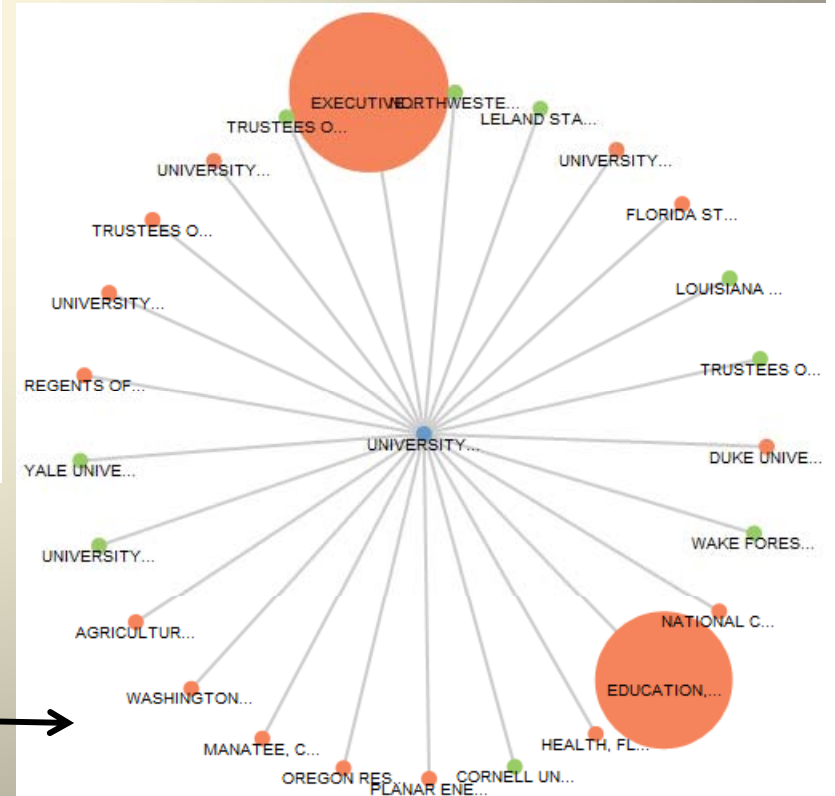 EXECUTIVE...
NORTHWESTE...
LELAND STA...
TRUSTEES O...
UNIVERSITY...
UNIVERSITY...
FLORIDA ST...
TRUSTEES O...
LOUISIANA ...
UNIVERSITY...
TRUSTEES O...
REGENTS OF...
UNIVERSITY...
DUKE UNIVE...
YALE UNIVE...
WAKE FORES...
UNIVERSITY...
NATIONAL C...
AGRICULTUR...
EDUCATION,...
WASHINGTON...
HEALTH, FL...
MANATEE, C...
OREGON RES...
CORNELL UN...
PLANAR ENE...